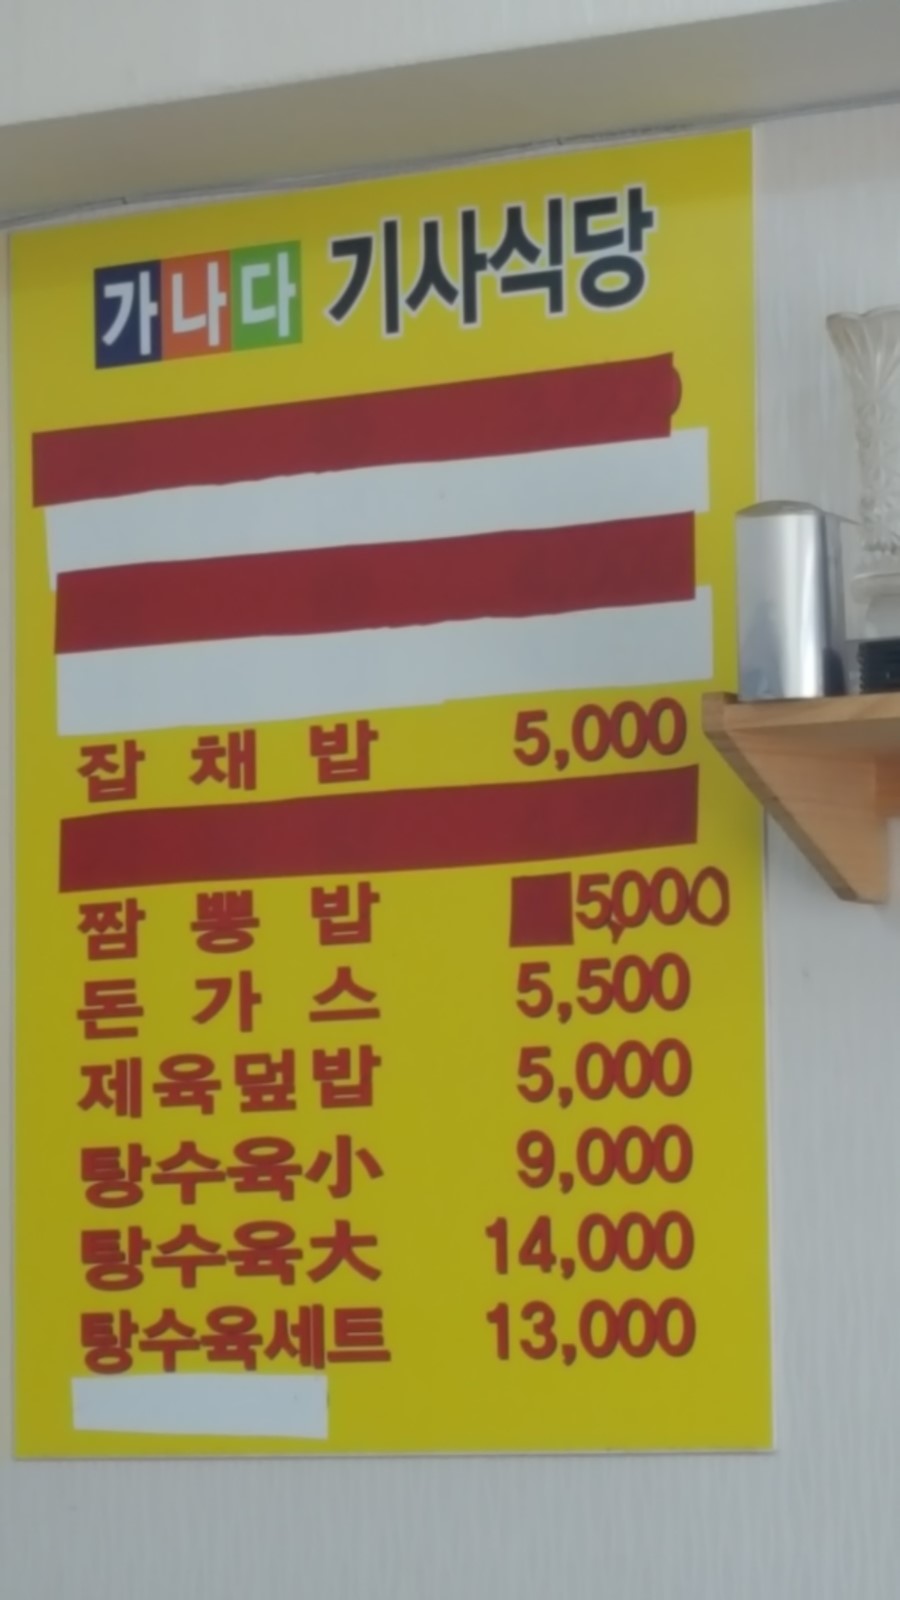 가나다 기사식당
잡채밥 5,000
짬뽕밥 5,000
돈가스 5,500
제육덮밥 5,000
탕수육小 9,000
탕수육大 14,000
탕수육세트 13,000